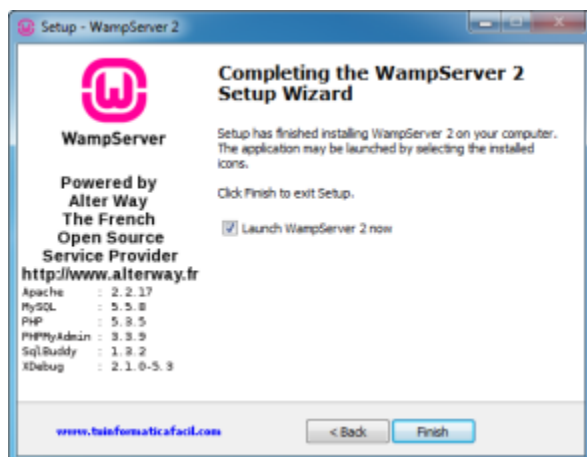 Setup - WampServer 2
WampServer
Powered by
Alter Way
The French
Open Source
Service Provider
http://www.alterway.fr
Apache : 2.2.17
MySQL : 5.5.8
PHP : 5.3.5
PHPMyAdmin : 3.3.9
SqlBuddy : 1.3.2
XDebug : 2.1.0-5.3
Completing the WampServer 2
Setup Wizard
Setup has finished installing WampServer 2 on your computer.
The application may be launched by selecting the installed
icons.
Click Finish to exit Setup.
Launch WampServer 2 now
www.tuinformaticafacil.com
< Back
Finish